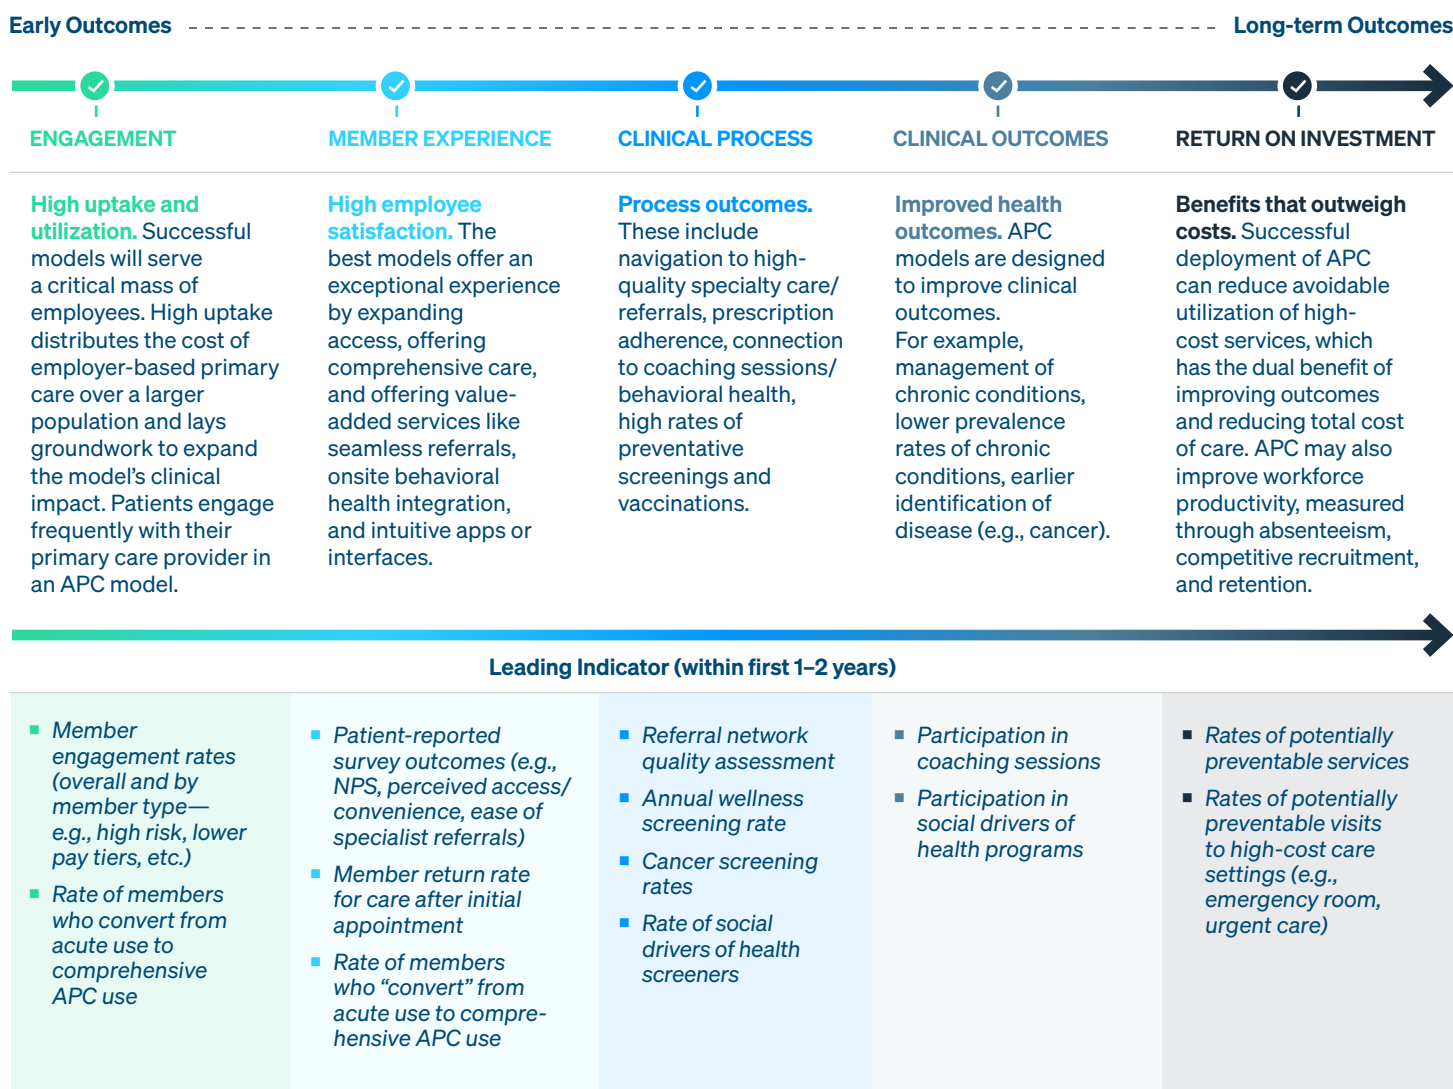 Early Outcomes
Long-term Outcomes
ENGAGEMENT
MEMBER EXPERIENCE
CLINICAL PROCESS
CLINICAL OUTCOMES
RETURN ON INVESTMENT
High uptake and
utilization. Successful
models will serve
a critical mass of
employees. High uptake
distributes the cost of
employer-based primary
care over a larger
population and lays
groundwork to expand
the model’s clinical
impact. Patients engage
frequently with their
primary care provider in
an APC model.
High employee
satisfaction. The
best models offer an
exceptional experience
by expanding
access, offering
comprehensive care,
and offering value-
added services like
seamless referrals,
onsite behavioral
health integration,
and intuitive apps or
interfaces.
Process outcomes.
These include
navigation to high-
quality specialty care/
referrals, prescription
adherence, connection
to coaching sessions/
behavioral health,
high rates of
preventative
screenings and
vaccinations.
Improved health
outcomes. APC
models are designed
to improve clinical
outcomes.
For example,
management of
chronic conditions,
lower prevalence
rates of chronic
conditions, earlier
identification of
disease (e.g., cancer).
Benefits that outweigh
costs. Successful
deployment of APC
can reduce avoidable
utilization of high-
cost services, which
has the dual benefit of
improving outcomes
and reducing total cost
of care. APC may also
improve workforce
productivity, measured
through absenteeism,
competitive recruitment,
and retention.
Leading Indicator (within first 1–2 years)
▪ Member
engagement rates
(overall and by
member type—
e.g., high risk, lower
pay tiers, etc.)
▪ Rate of members
who convert from
acute use to
comprehensive
APC use
▪ Patient-reported
survey outcomes (e.g.,
NPS, perceived access/
convenience, ease of
specialist referrals)
▪ Member return rate
for care after initial
appointment
▪ Rate of members
who “convert” from
acute use to compre-
hensive APC use
▪ Referral network
quality assessment
▪ Annual wellness
screening rate
▪ Cancer screening
rates
▪ Rate of social
drivers of health
screeners
▪ Participation in
coaching sessions
▪ Participation in
social drivers of
health programs
▪ Rates of potentially
preventable services
▪ Rates of potentially
preventable visits
to high-cost care
settings (e.g.,
emergency room,
urgent care)